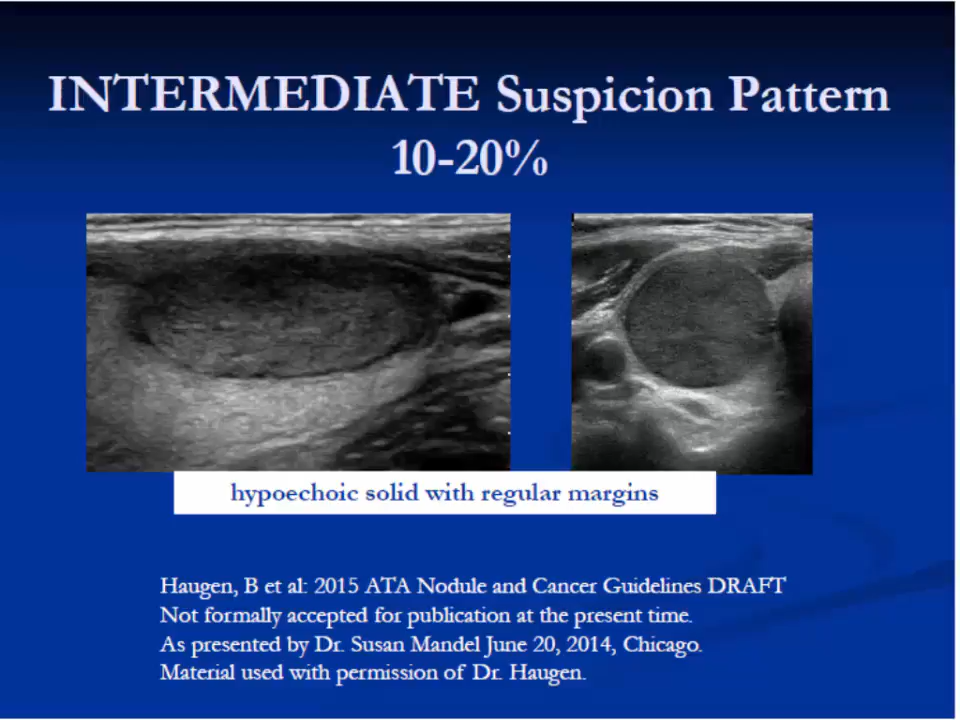 INTERMEDIATE Suspicion Pattern
10-20%
hypoechoic solid with regular margins
Haugen, B et al: 2015 ATA Nodule and Cancer Guidelines DRAFT
Not formally accepted for publication at the present time.
As presented by Dr. Susan Mandel June 20, 2014, Chicago.
Material used with permission of Dr. Haugen.